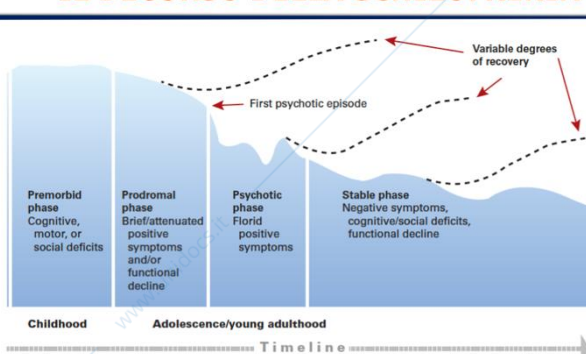 Variable degrees
of recovery
First psychotic episode
Premorbid
phase
Cognitive,
motor, or
social deficits
Prodromal
phase
Brief/attenuated
positive
symptoms
and/or
functional
decline
Psychotic
phase
Florid
positive
symptoms
Stable phase
Negative symptoms,
cognitive/social deficits,
functional decline
Childhood
Adolescence/young adulthood
Timeline